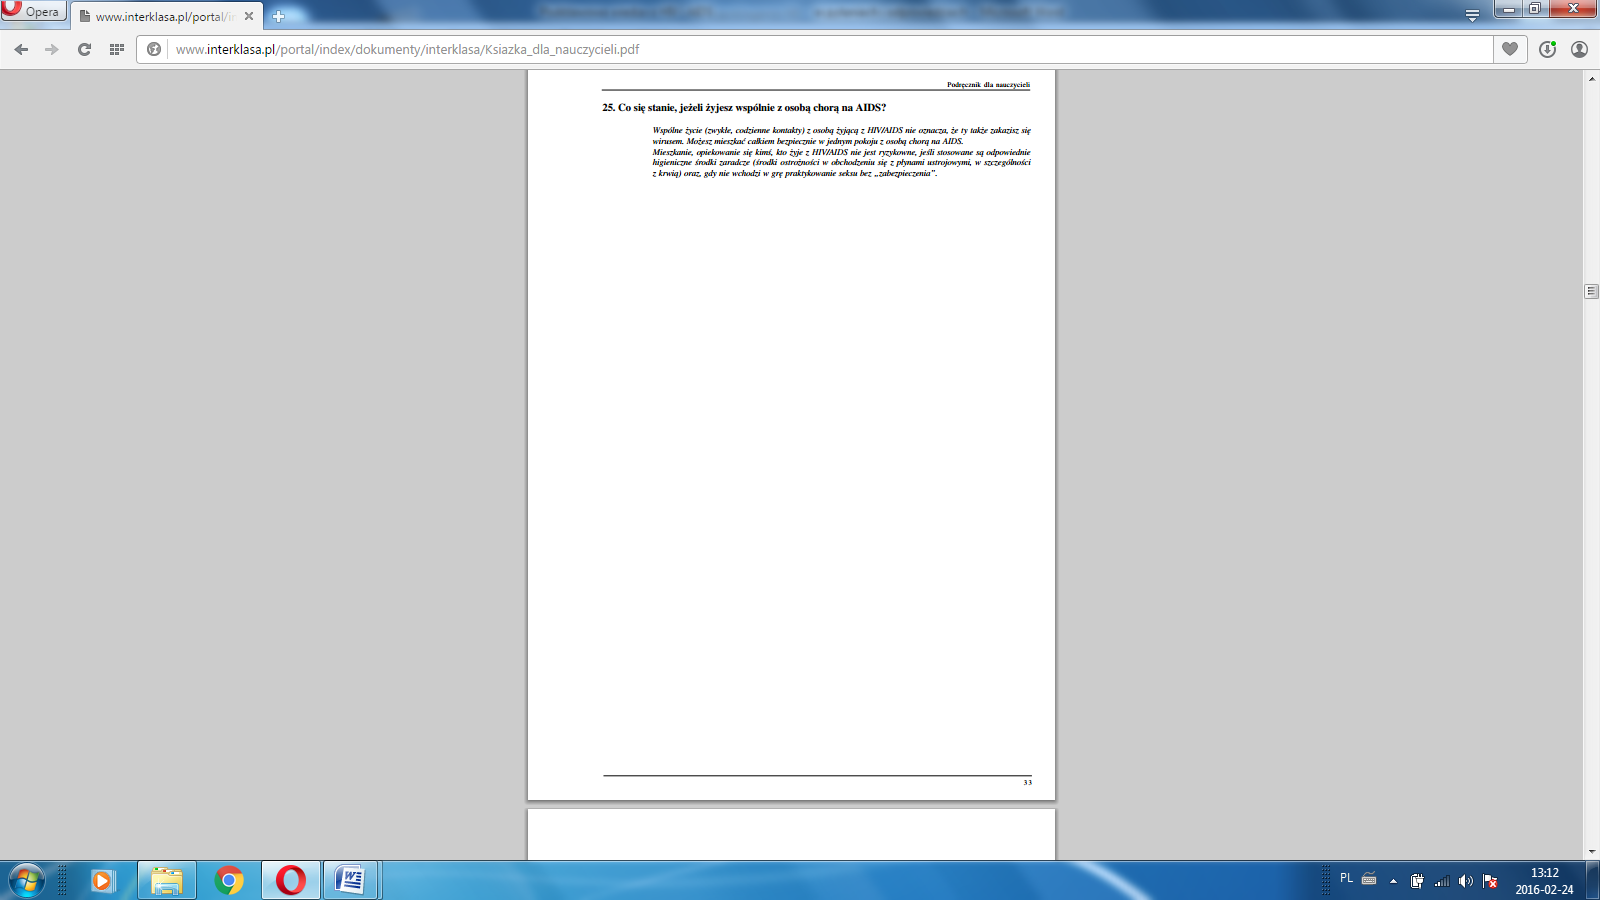 Opera
www.interklasa.pl/portal/in
www.interklasa.pl/portal/index/dokumenty/interklasa/Ksiazka_dla_nauczycieli.pdf
Podręcznik dla nauczycieli
25. Co się stanie, jeżeli żyjesz wspólnie z osobą chorą na AIDS?
Wspólne życie (zwykłe, codzienne kontakty) z osobą żyjącą z HIV/AIDS nie oznacza, że ty także zakazisz się
wirusem. Możesz mieszkać całkiem bezpiecznie w jednym pokoju z osobą chorą na AIDS.
Mieszkanie, opiekowanie się kimś, kto żyje z HIV/AIDS nie jest ryzykowne, jeśli stosowane są odpowiednie
higieniczne środki zaradcze (środki ostrożności w obchodzeniu się z płynami ustrojowymi, w szczególności
z krwią) oraz, gdy nie wchodzi w grę praktykowanie seksu bez „zabezpieczenia”.
33
PL
13:12
2016-02-24